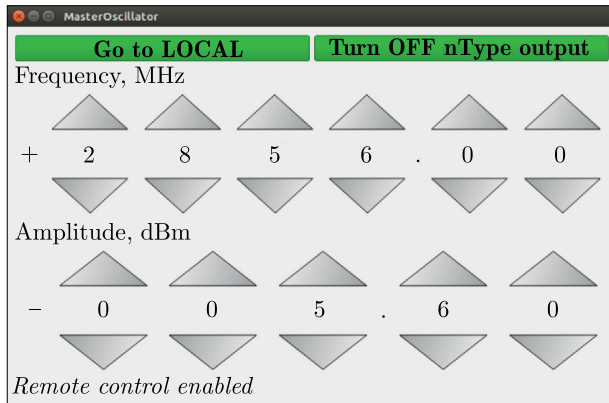 MasterOscillator
Go to LOCAL Turn OFF nType output
Frequency, MHz
+ 2 8 5 6 . 0 0
Amplitude, dBm
− 0 0 5 . 6 0
Remote control enabled